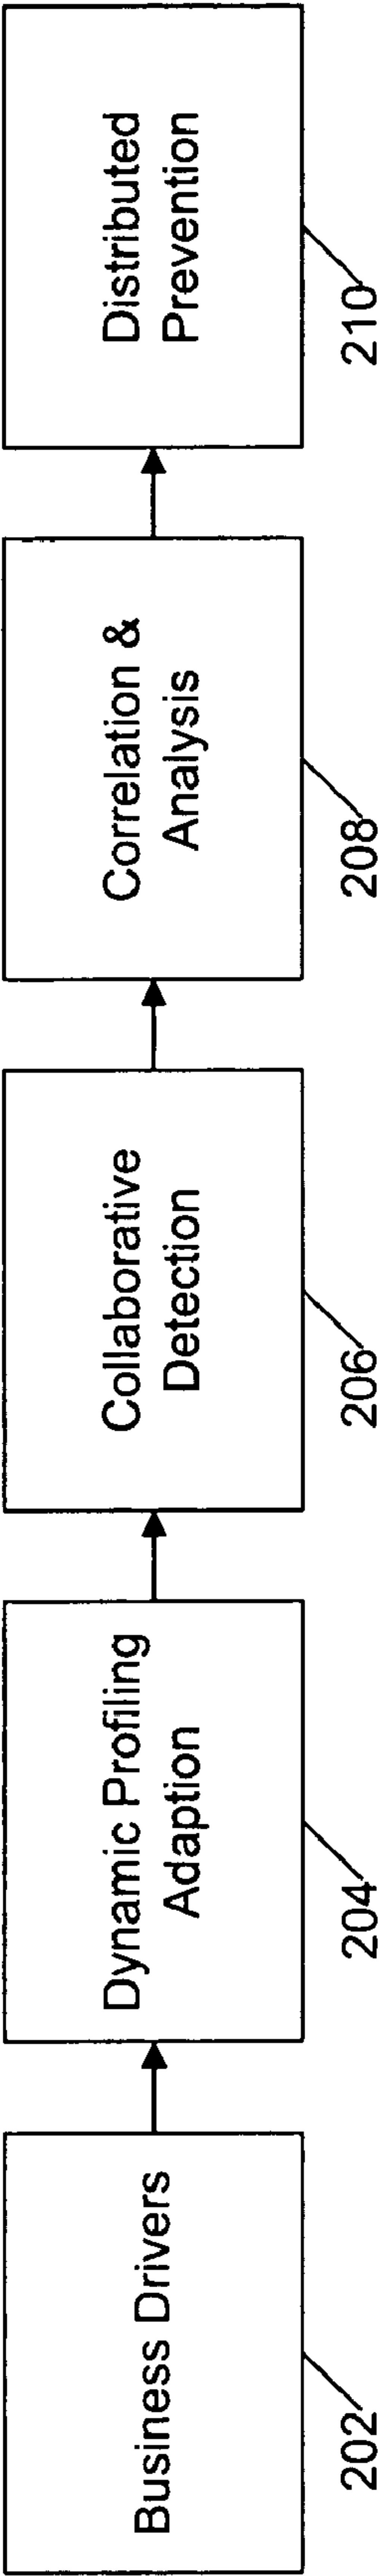 Business Drivers
202
Dynamic Profiling
Adaption
204
Collaborative
Detection
206
Correlation &
Analysis
208
Distributed
Prevention
210